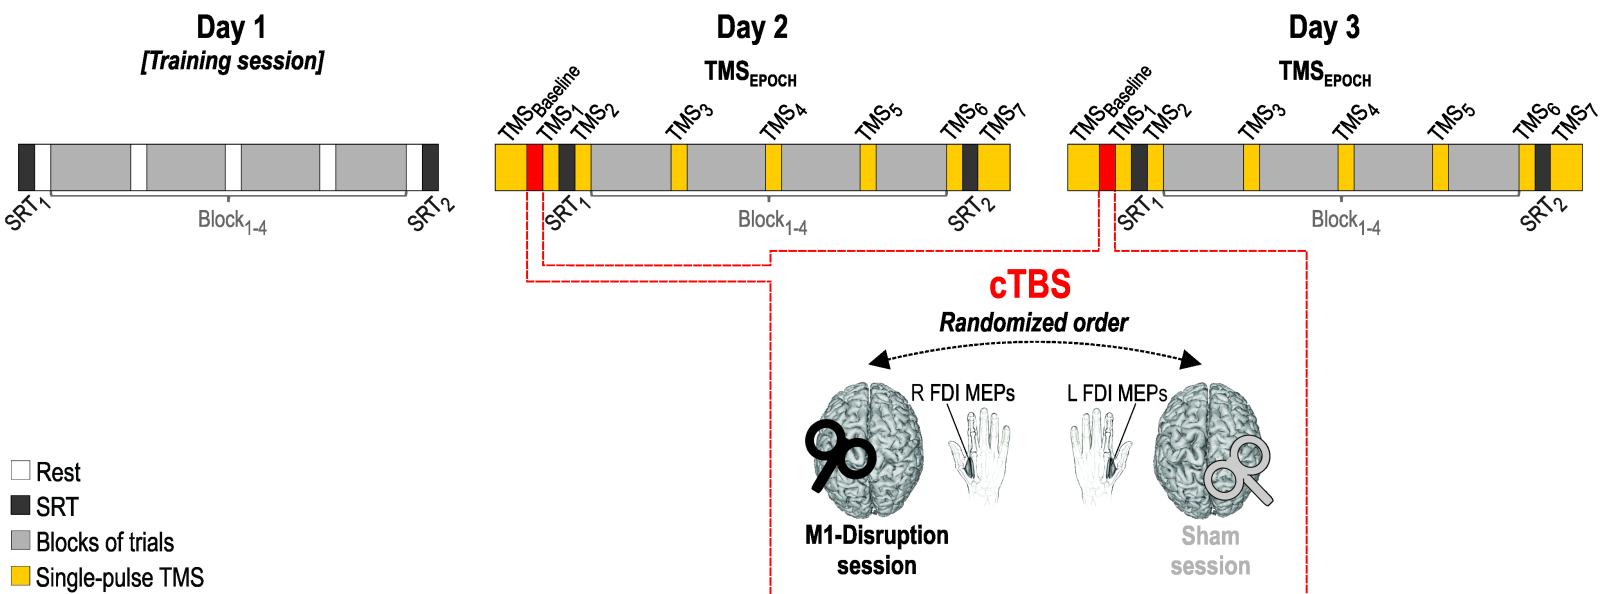 Day 1
[Training session]
SRT1
Block1-4
SRT2
Day 2
TMSEPOCH
TMSBaseline
TMS1
TMS2
TMS3
TMS4
TMS5
TMS6
TMS7
SRT1
Block1-4
SRT2
Day 3
TMSEPOCH
TMSBaseline
TMS1
TMS2
TMS3
TMS4
TMS5
TMS6
TMS7
SRT1
Block1-4
SRT2
cTBS
Randomized order
R FDI MEPs
L FDI MEPs
M1-Disruption
session
Sham
session
Rest
SRT
Blocks of trials
Single-pulse TMS